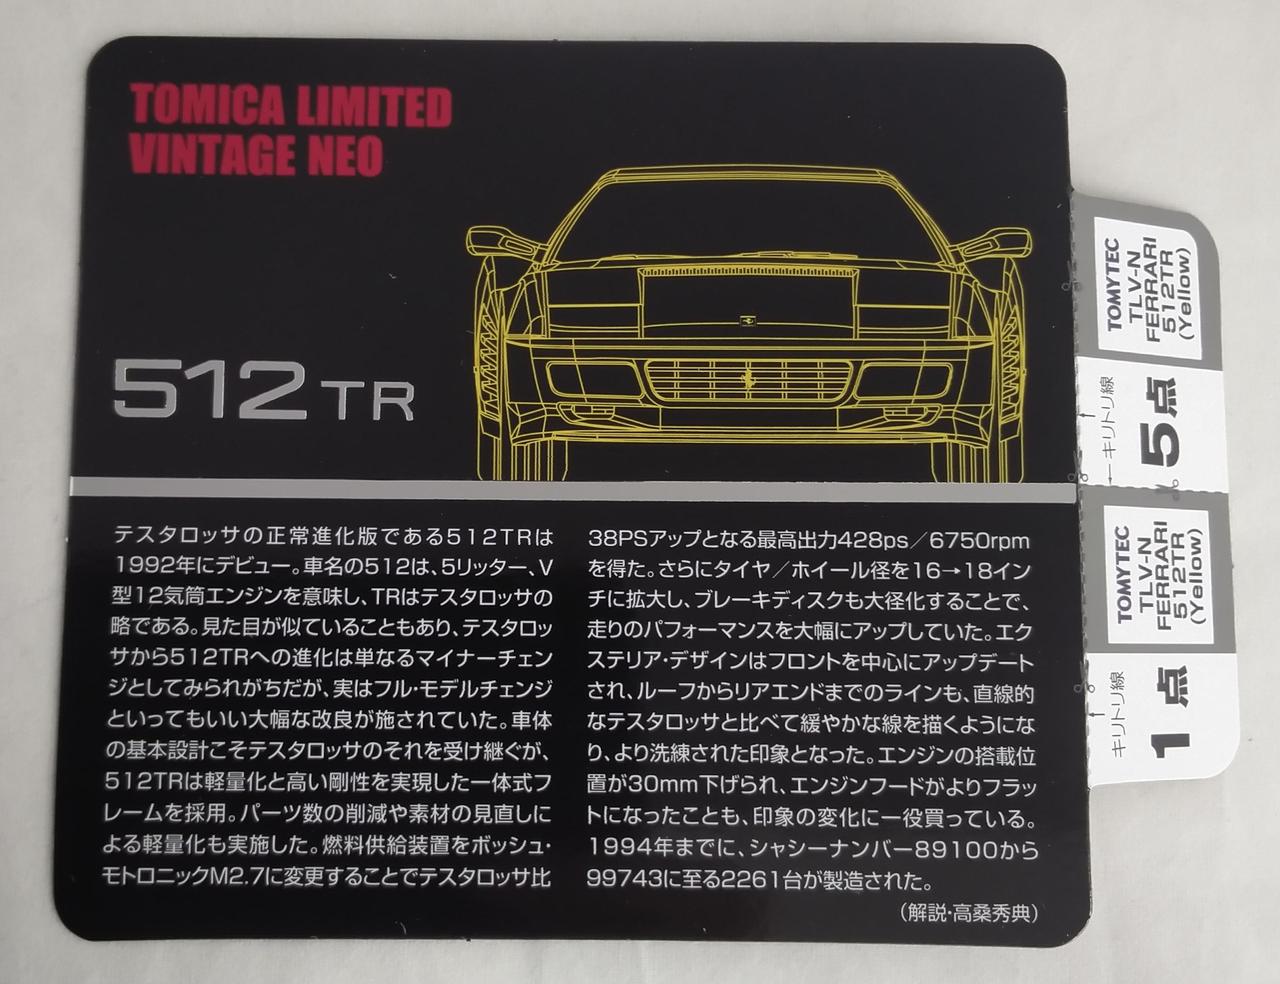 TOMICA LIMITED
VINTAGE NEO
512 TR
テスタロッサの正常進化版である512TRは
1992年にデビュー。車名の512は、5リッター、V
型12気筒エンジンを意味し、TRはテスタロッサの
略である。見た目が似ていることもあり、テスタロッ
サから512TRへの進化は単なるマイナーチェン
ジとしてみられがちだが、実はフル・モデルチェンジ
といってもいい大幅な改良が施されていた。車体
の基本設計こそテスタロッサのそれを受け継ぐが、
512TRは軽量化と高い剛性を実現した一体式フ
レームを採用。パーツ数の削減や素材の見直しに
よる軽量化も実施した。燃料供給装置をボッシュ・
モトロニックM2.7に変更することでテスタロッサ比
38PSアップとなる最高出力428ps／6750rpm
を得た。さらにタイヤ／ホイール径を16→18イン
チに拡大し、ブレーキディスクも大径化することで、
走りのパフォーマンスを大幅にアップしていた。エク
ステリア・デザインはフロントを中心にアップデート
され、ルーフからリアエンドまでのラインも、直線的
なテスタロッサと比べて緩やかな線を描くようにな
り、より洗練された印象となった。エンジンの搭載位
置が30mm下げられ、エンジンフードがよりフラッ
トになったことも、印象の変化に一役買っている。
1994年までに、シャシーナンバー89100から
99743に至る2261台が製造された。
（解説・高桑秀典）
TOMYTEC
TLV-N
FERRARI
512TR
(Yellow)
←キリトリ線→
5点
TOMYTEC
TLV-N
FERRARI
512TR
(Yellow)
キリトリ線→
1点